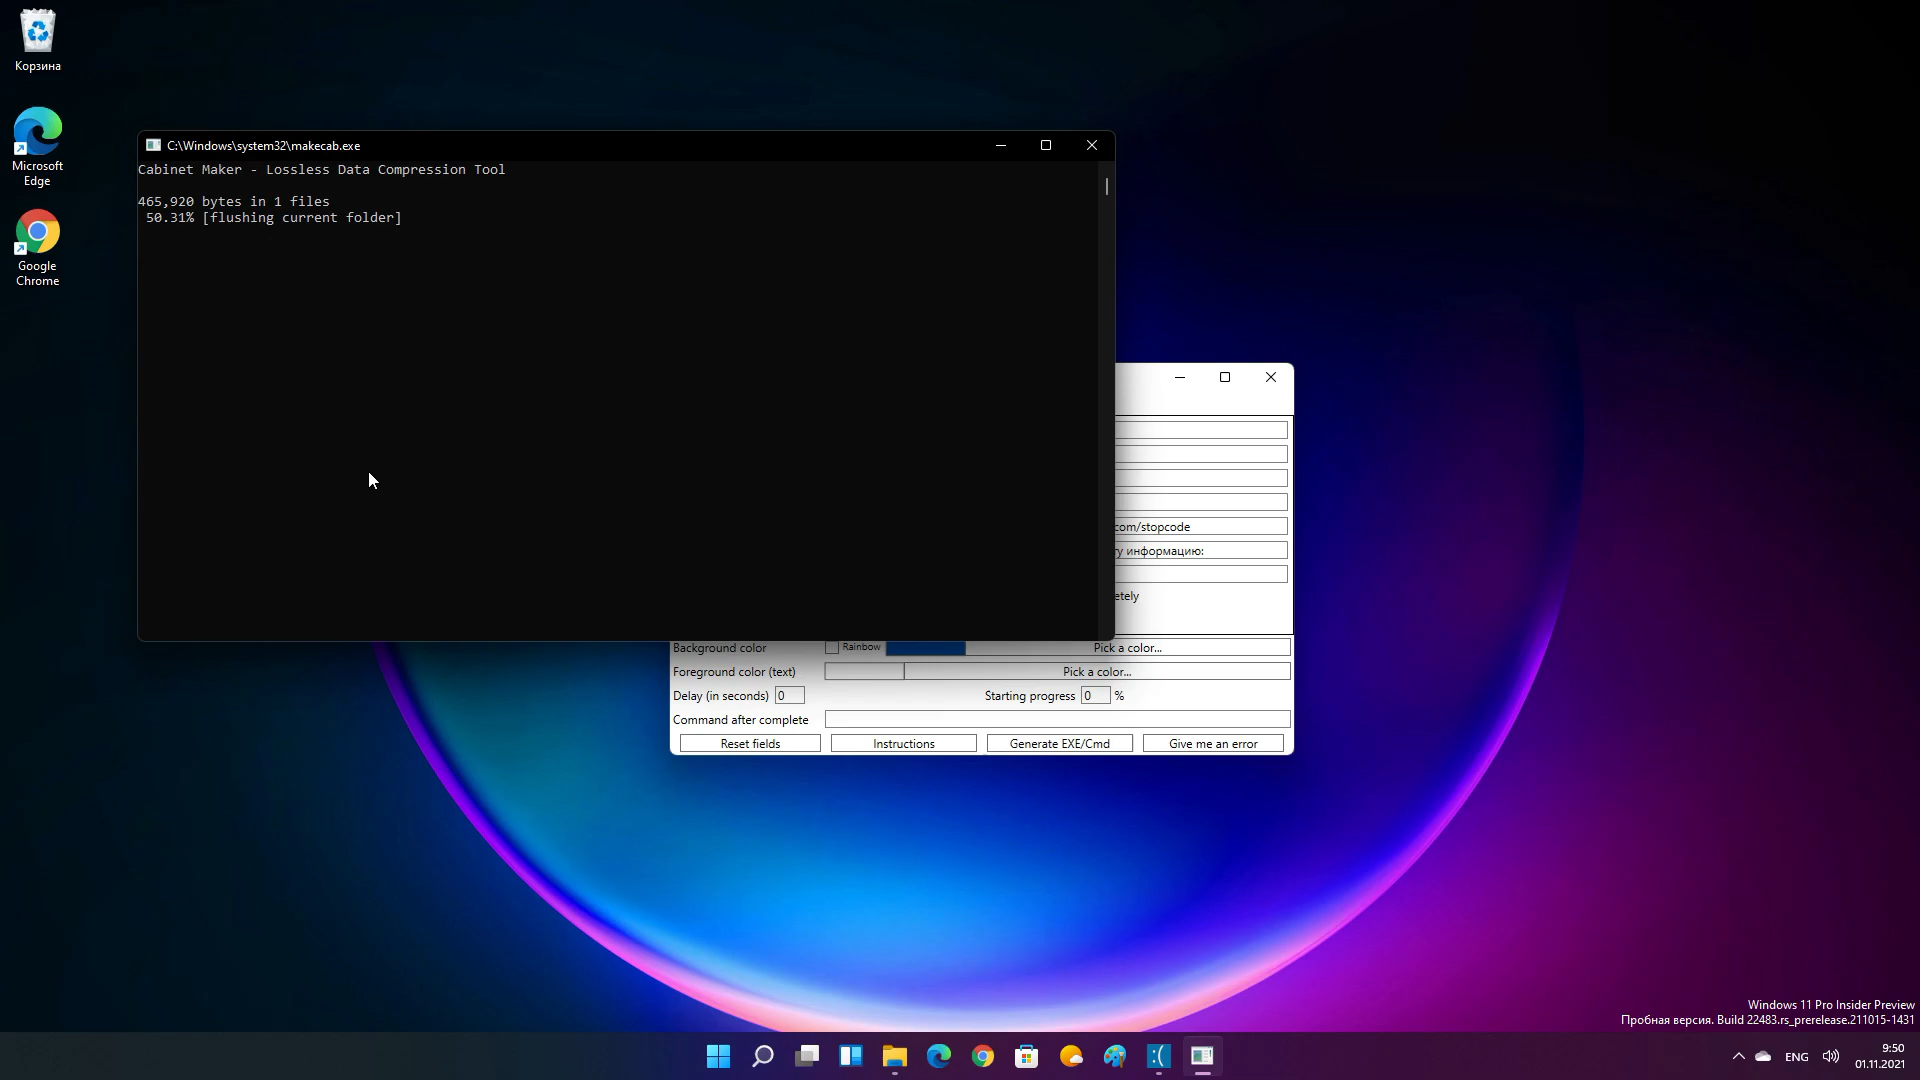 Корзина
Microsoft
Edge
Google
Chrome
C:\Windows\system32\makecab.exe
Cabinet Maker - Lossless Data Compression Tool
465,920 bytes in 1 files
50.31% [flushing current folder]
com/stopcode
у информацию:
etely
Background color
Rainbow
Pick a color...
Foreground color (text)
Pick a color...
Delay (in seconds) 0
Starting progress 0 %
Command after complete
Reset fields
Instructions
Generate EXE/Cmd
Give me an error
Windows 11 Pro Insider Preview
Пробная версия. Build 22483.rs_prerelease.211015-1431
ENG
9:50
01.11.2021